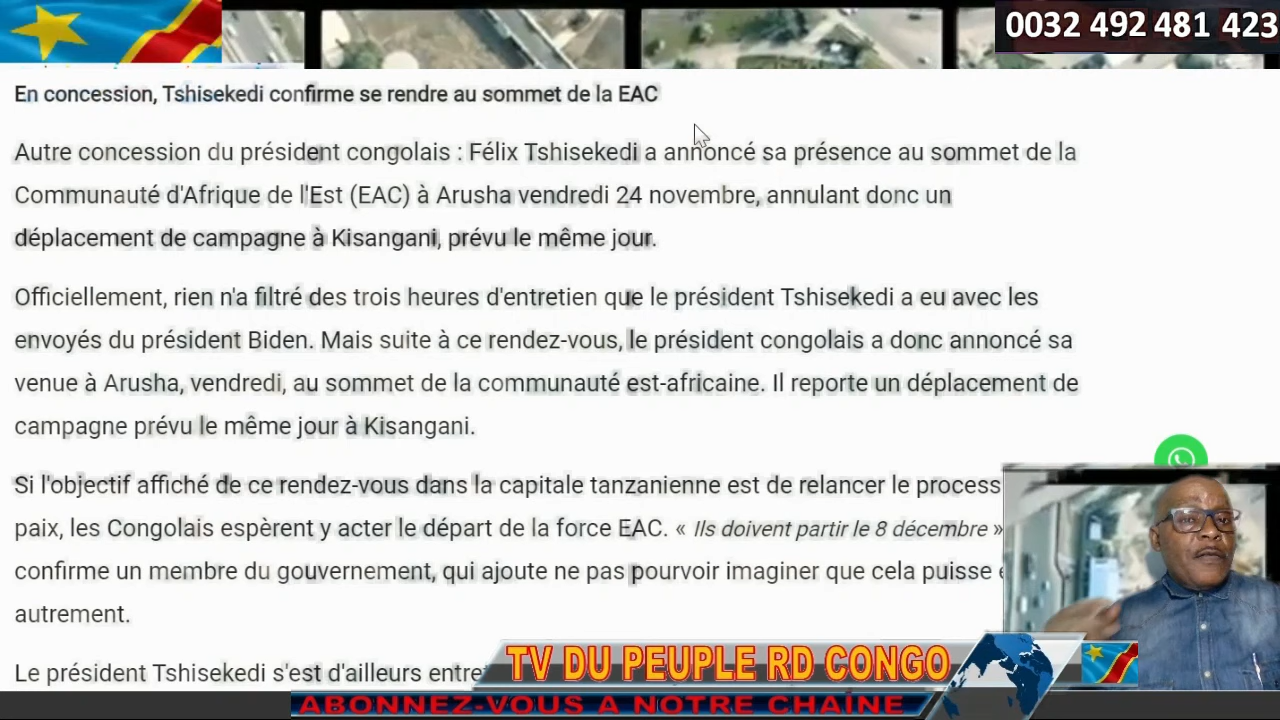 0032 492 481 423
En concession, Tshisekedi confirme se rendre au sommet de la EAC
Autre concession du président congolais : Félix Tshisekedi a annoncé sa présence au sommet de la
Communauté d'Afrique de l'Est (EAC) à Arusha vendredi 24 novembre, annulant donc un
déplacement de campagne à Kisangani, prévu le même jour.
Officiellement, rien n'a filtré des trois heures d'entretien que le président Tshisekedi a eu avec les
envoyés du président Biden. Mais suite à ce rendez-vous, le président congolais a donc annoncé sa
venue à Arusha, vendredi, au sommet de la communauté est-africaine. Il reporte un déplacement de
campagne prévu le même jour à Kisangani.
Si l'objectif affiché de ce rendez-vous dans la capitale tanzanienne est de relancer le process
paix, les Congolais espèrent y acter le départ de la force EAC. « Ils doivent partir le 8 décembre »
confirme un membre du gouvernement, qui ajoute ne pas pourvoir imaginer que cela puisse
autrement.
Le président Tshisekedi s'est d'ailleurs
TV DU PEUPLE RD CONGO
ABONNEZ-VOUS A NOTRE CHAÎNE